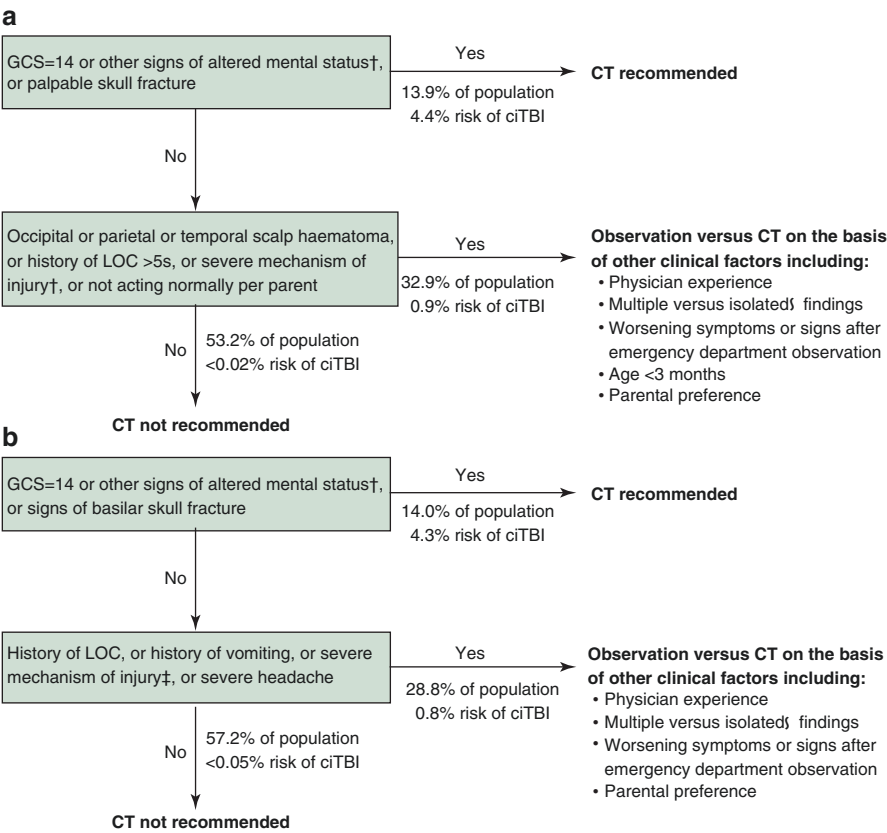 a
GCS=14 or other signs of altered mental status†,
or palpable skull fracture
Yes
13.9% of population
4.4% risk of ciTBI
CT recommended
No
Occipital or parietal or temporal scalp haematoma,
or history of LOC >5s, or severe mechanism of
injury†, or not acting normally per parent
Yes
32.9% of population
0.9% risk of ciTBI
Observation versus CT on the basis
of other clinical factors including:
• Physician experience
• Multiple versus isolated§ findings
• Worsening symptoms or signs after
emergency department observation
• Age <3 months
• Parental preference
No
53.2% of population
<0.02% risk of ciTBI
CT not recommended
b
GCS=14 or other signs of altered mental status†,
or signs of basilar skull fracture
Yes
14.0% of population
4.3% risk of ciTBI
CT recommended
No
History of LOC, or history of vomiting, or severe
mechanism of injury‡, or severe headache
Yes
28.8% of population
0.8% risk of ciTBI
Observation versus CT on the basis
of other clinical factors including:
• Physician experience
• Multiple versus isolated§ findings
• Worsening symptoms or signs after
emergency department observation
• Parental preference
No
57.2% of population
<0.05% risk of ciTBI
CT not recommended